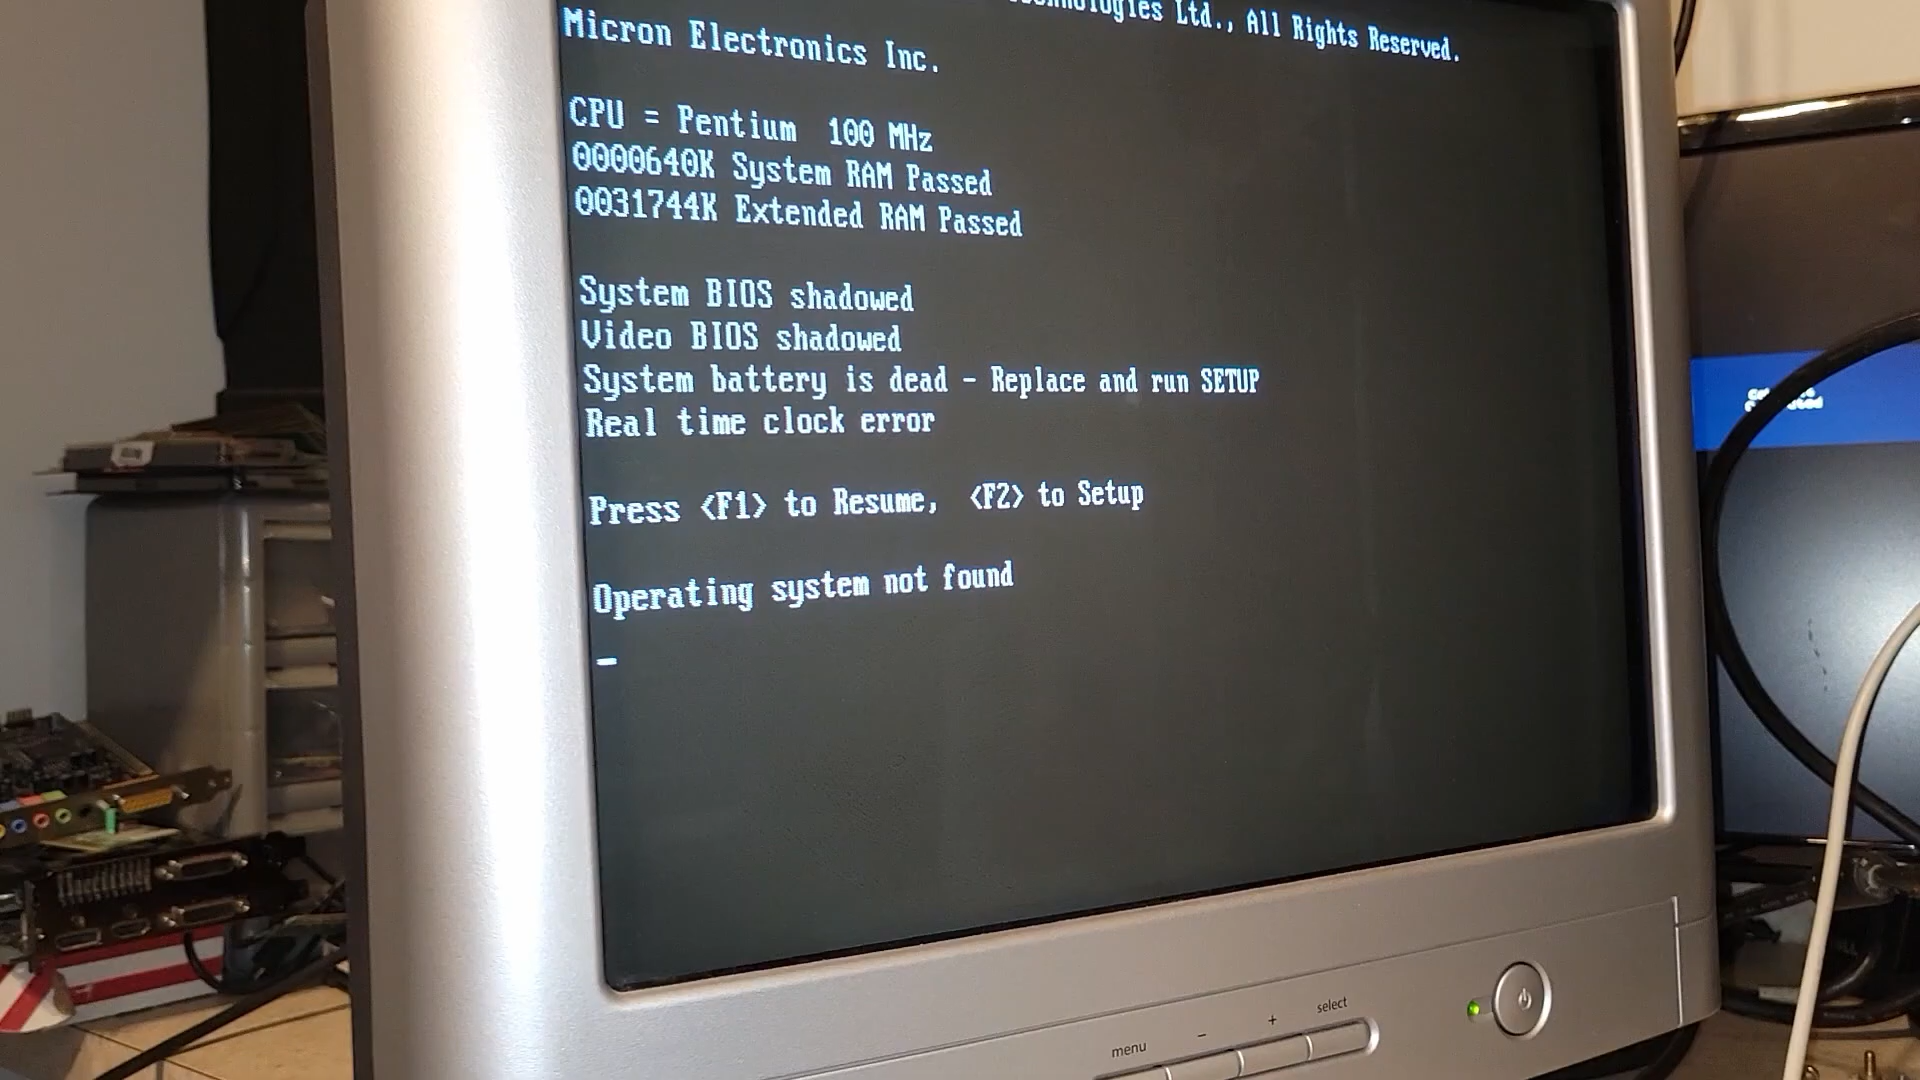 Ltd., All Rights Reserved.
Micron Electronics Inc.
CPU = Pentium 100 MHz
0000640K System RAM Passed
0031744K Extended RAM Passed
System BIOS shadowed
Video BIOS shadowed
System battery is dead - Replace and run SETUP
Real time clock error
Press <F1> to Resume, <F2> to Setup
Operating system not found
menu - + select